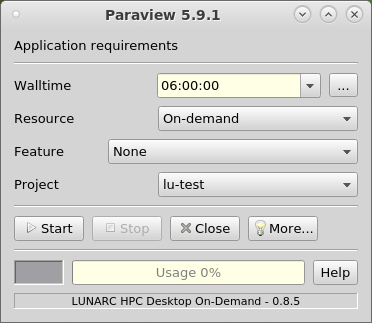 Paraview 5.9.1
Application requirements
Walltime 06:00:00 ...
Resource On-demand
Feature None
Project lu-test
Start Stop Close More...
Usage 0% Help
LUNARC HPC Desktop On-Demand - 0.8.5